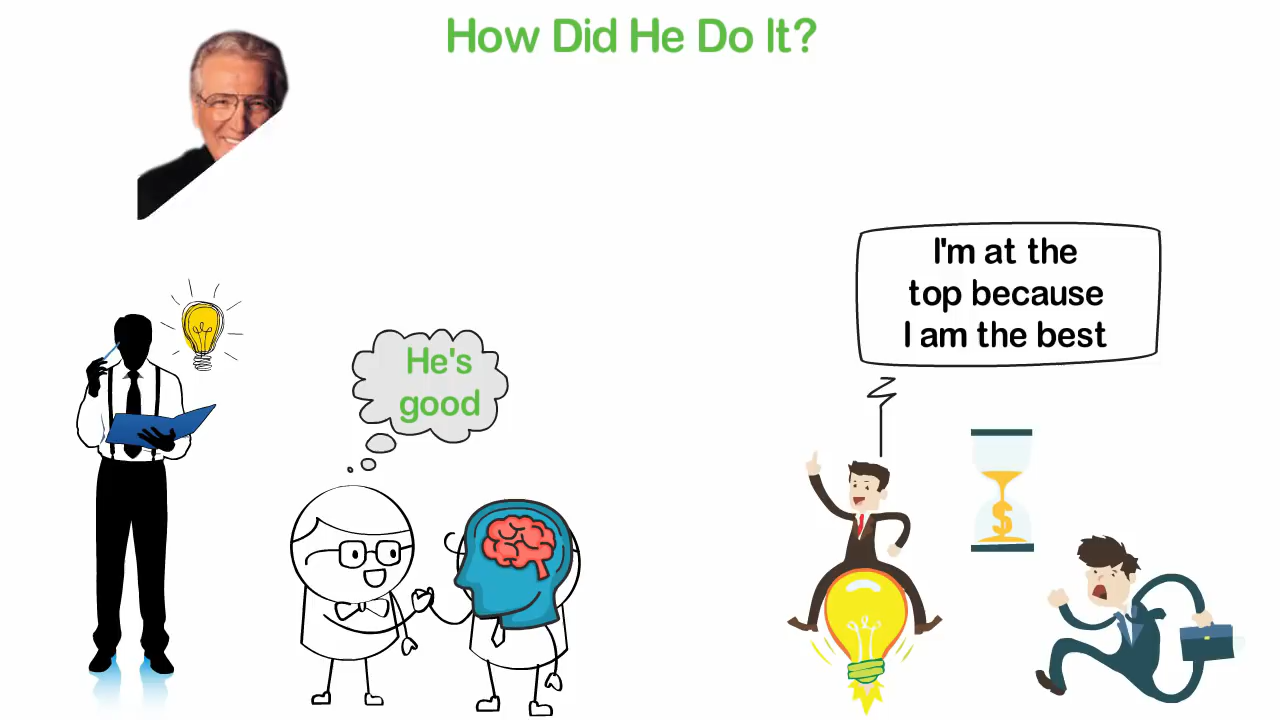 How Did He Do It?
I'm at the
top because
I am the best
He's
good
$